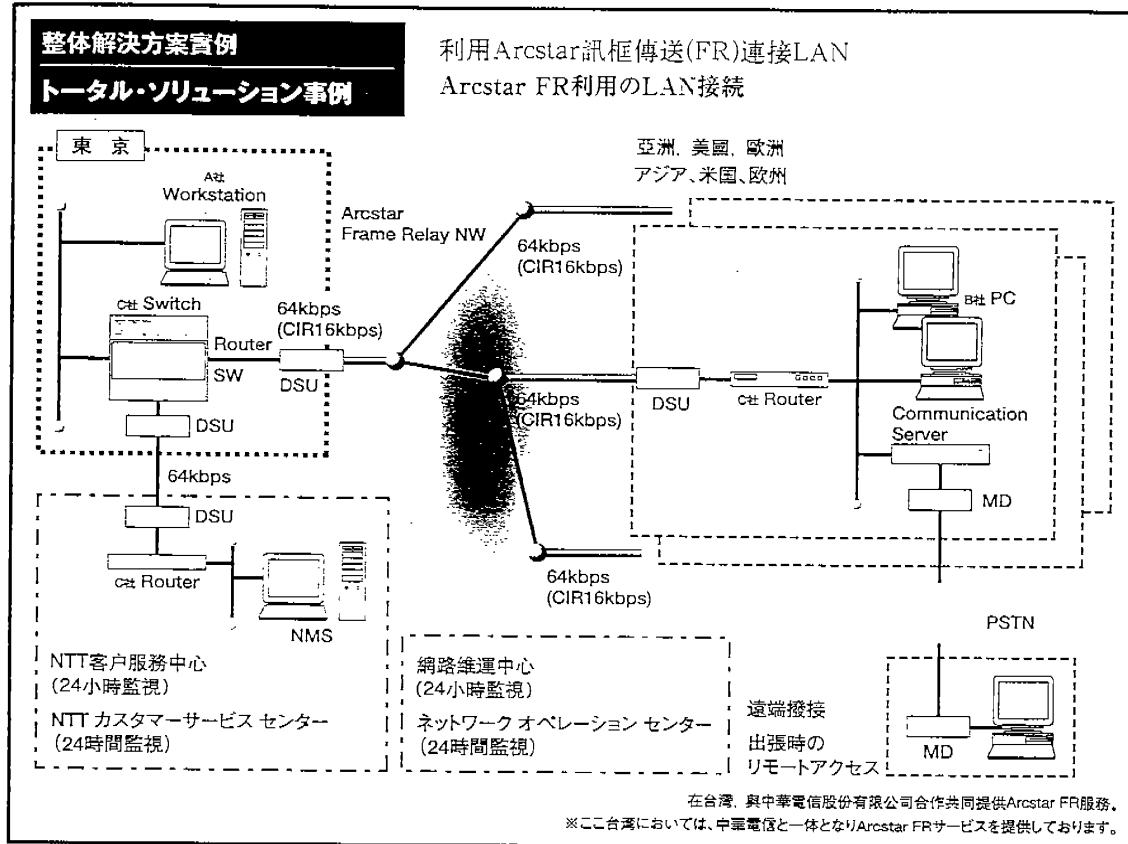 整体解決方案實例
トータル・ソリューション事例
利用Arcstar訊框傳送(FR)連接LAN
Arcstar FR利用のLAN接続
東 京
A社
Workstation
C社 Switch
Router
SW
DSU
DSU
64kbps
(CIR16kbps)
Arcstar
Frame Relay NW
64kbps
(CIR16kbps)
64kbps
(CIR16kbps)
64kbps
(CIR16kbps)
亞洲, 美國, 歐洲
アジア、米国、欧州
DSU
C社 Router
B社 PC
Communication
Server
MD
64kbps
DSU
C社 Router
NMS
NTT客户服務中心
(24小時監視)
NTT カスタマーサービス センター
(24時間監視)
網路維運中心
(24小時監視)
ネットワーク オペレーション センター
(24時間監視)
PSTN
遠端撥接
出張時の
リモートアクセス
MD
在台灣, 與中華電信股份有限公司合作共同提供Arcstar FR服務。
※ここ台湾においては、中華電信と一体となりArcstar FRサービスを提供しております。